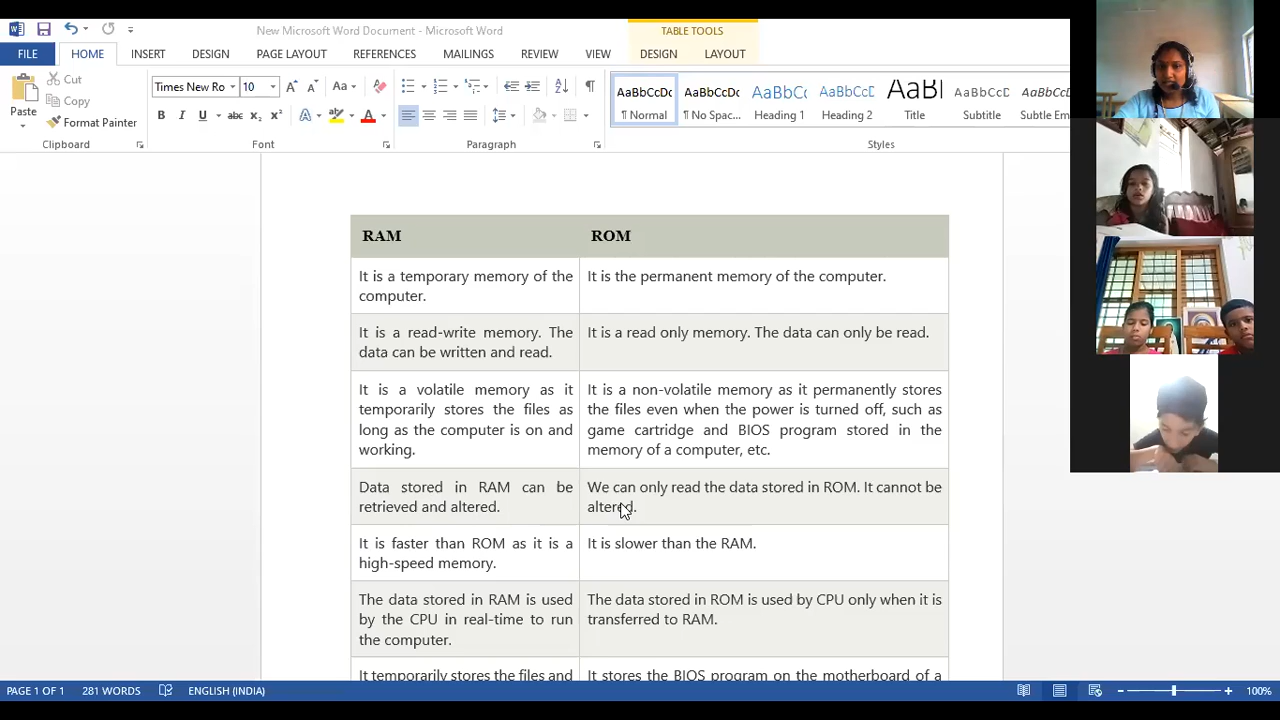 New Microsoft Word Document - Microsoft Word
TABLE TOOLS
FILE HOME INSERT DESIGN PAGE LAYOUT REFERENCES MAILINGS REVIEW VIEW DESIGN LAYOUT
Cut
Copy
Paste
Format Painter
Clipboard
Times New Ro 10
Font
Paragraph
AaBbCcDc AaBbCcDc AaBbCc AaBbCcD AaBl AaBbCcD AaBbCcD
¶ Normal ¶ No Spac... Heading 1 Heading 2 Title Subtitle Subtle Em
Styles
RAM
ROM
It is a temporary memory of the
computer.
It is the permanent memory of the computer.
It is a read-write memory. The
data can be written and read.
It is a read only memory. The data can only be read.
It is a volatile memory as it
temporarily stores the files as
long as the computer is on and
working.
It is a non-volatile memory as it permanently stores
the files even when the power is turned off, such as
game cartridge and BIOS program stored in the
memory of a computer, etc.
Data stored in RAM can be
retrieved and altered.
We can only read the data stored in ROM. It cannot be
altered.
It is faster than ROM as it is a
high-speed memory.
It is slower than the RAM.
The data stored in RAM is used
by the CPU in real-time to run
the computer.
The data stored in ROM is used by CPU only when it is
transferred to RAM.
It temporarily stores the files and
It stores the BIOS program on the motherboard of a
PAGE 1 OF 1 281 WORDS ENGLISH (INDIA) 100%